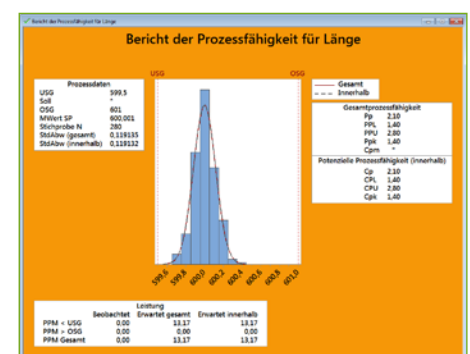 Bericht der Prozessfähigkeit für Länge
Bericht der Prozessfähigkeit für Länge
USG OSG
Prozessdaten
USG 599,5
Soll *
OSG 601
MWert SP 600,001
Stichprobe N 280
StdAbw (gesamt) 0,119135
StdAbw (innerhalb) 0,119132
Gesamt
Innerhalb
Gesamtprozessfähigkeit
Pp 2,10
PPL 1,40
PPU 2,80
Ppk 1,40
Cpm *
Potenzielle Prozessfähigkeit (innerhalb)
Cp 2,10
CPL 1,40
CPU 2,80
Cpk 1,40
599,6 599,8 600,0 600,2 600,4 600,6 600,8 601,0
Leistung
Beobachtet Erwartet gesamt Erwartet innerhalb
PPM < USG 0,00 13,17 13,17
PPM > OSG 0,00 0,00 0,00
PPM Gesamt 0,00 13,17 13,17